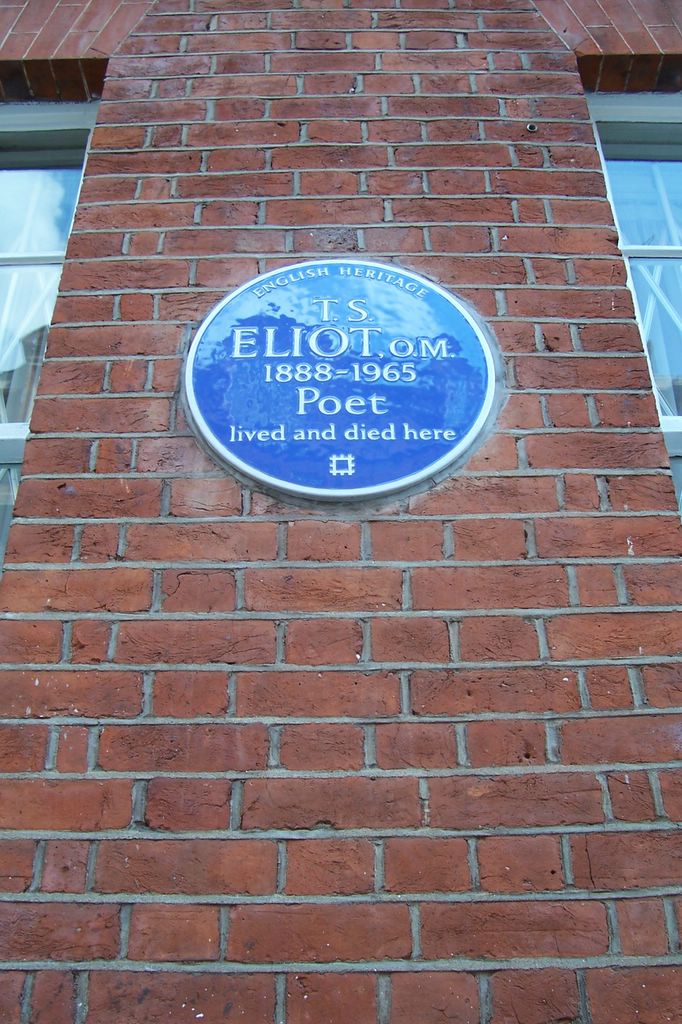 ENGLISH HERITAGE
T. S.
ELIOT, O.M.
1888-1965
Poet
lived and died here